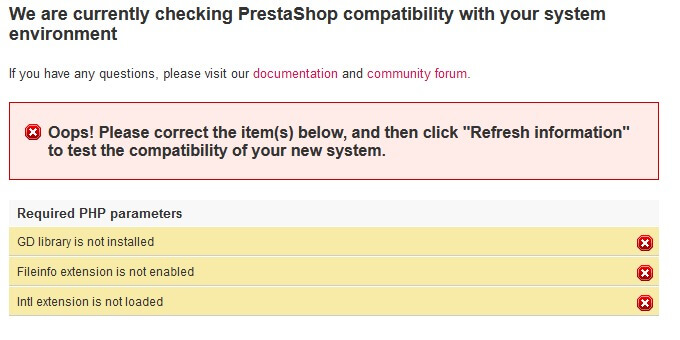 We are currently checking PrestaShop compatibility with your system
environment
If you have any questions, please visit our documentation and community forum.
Oops! Please correct the item(s) below, and then click "Refresh information"
to test the compatibility of your new system.
Required PHP parameters
GD library is not installed
Fileinfo extension is not enabled
Intl extension is not loaded